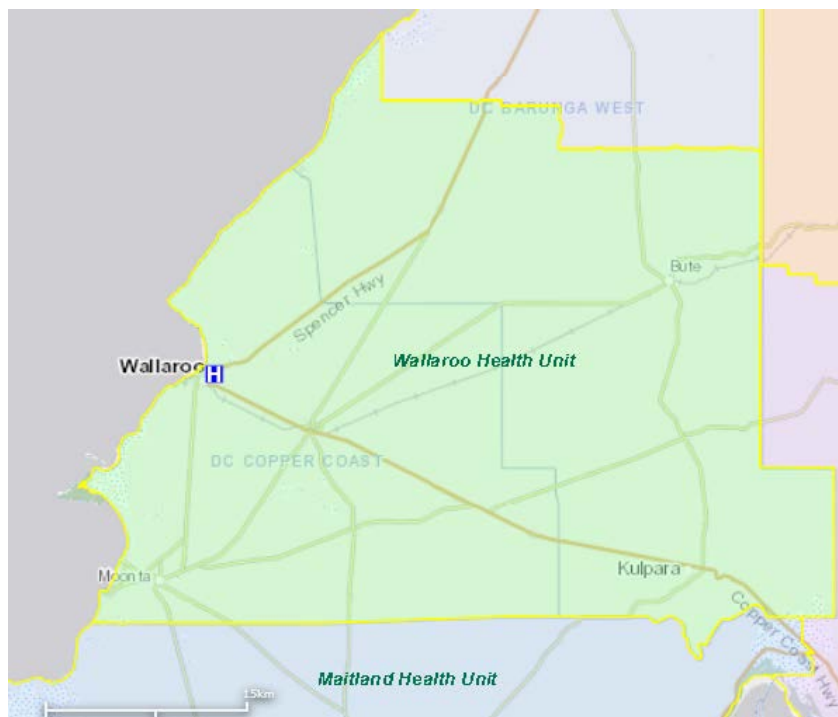 DC BARUNGA WEST
Bute
Spencer Hwy
Wallaroo
H
Wallaroo Health Unit
DC COPPER COAST
Moonta
Kulpara
Copper Coast Hwy
Maitland Health Unit
15km